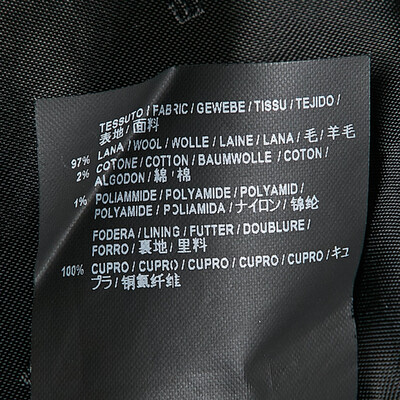 TESSUTO / FABRIC / GEWEBE / TISSU / TEJIDO /
表地 / 面料
97% LANA / WOOL / WOLLE / LAINE / LANA / 毛 / 羊毛
2% COTONE / COTTON / BAUMWOLLE / COTON /
ALGODON / 綿 / 棉
1% POLIAMMIDE / POLYAMIDE / POLYAMID /
POLYAMIDE / POLIAMIDA / ナイロン / 锦纶
FODERA / LINING / FUTTER / DOUBLURE /
FORRO / 裏地 / 里料
100% CUPRO / CUPRO / CUPRO / CUPRO / CUPRO / キュ
プラ / 铜氨纤维